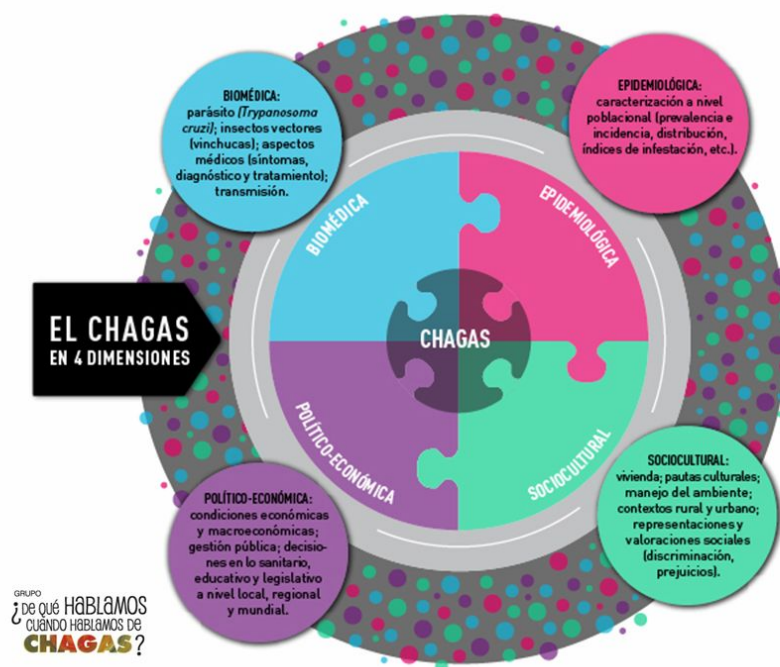 BIOMÉDICA:
parásito (Trypanosoma
cruzi); insectos vectores
(vinchucas); aspectos
médicos (síntomas,
diagnóstico y tratamiento);
transmisión.
EPIDEMIOLÓGICA:
caracterización a nivel
poblacional (prevalencia e
incidencia, distribución,
índices de infestación, etc.).
BIOMÉDICA
EPIDEMIOLÓGICA
EL CHAGAS
EN 4 DIMENSIONES
CHAGAS
POLÍTICO-ECONÓMICA
SOCIOCULTURAL
POLÍTICO-ECONÓMICA:
condiciones económicas
y macroeconómicas;
gestión pública; decisio-
nes en lo sanitario,
educativo y legislativo
a nivel local, regional
y mundial.
SOCIOCULTURAL:
vivienda; pautas culturales;
manejo del ambiente;
contextos rural y urbano;
representaciones y
valoraciones sociales
(discriminación,
prejuicios).
GRUPO
¿DE QUÉ HABLAMOS
CUÁNDO HABLAMOS DE
CHAGAS?